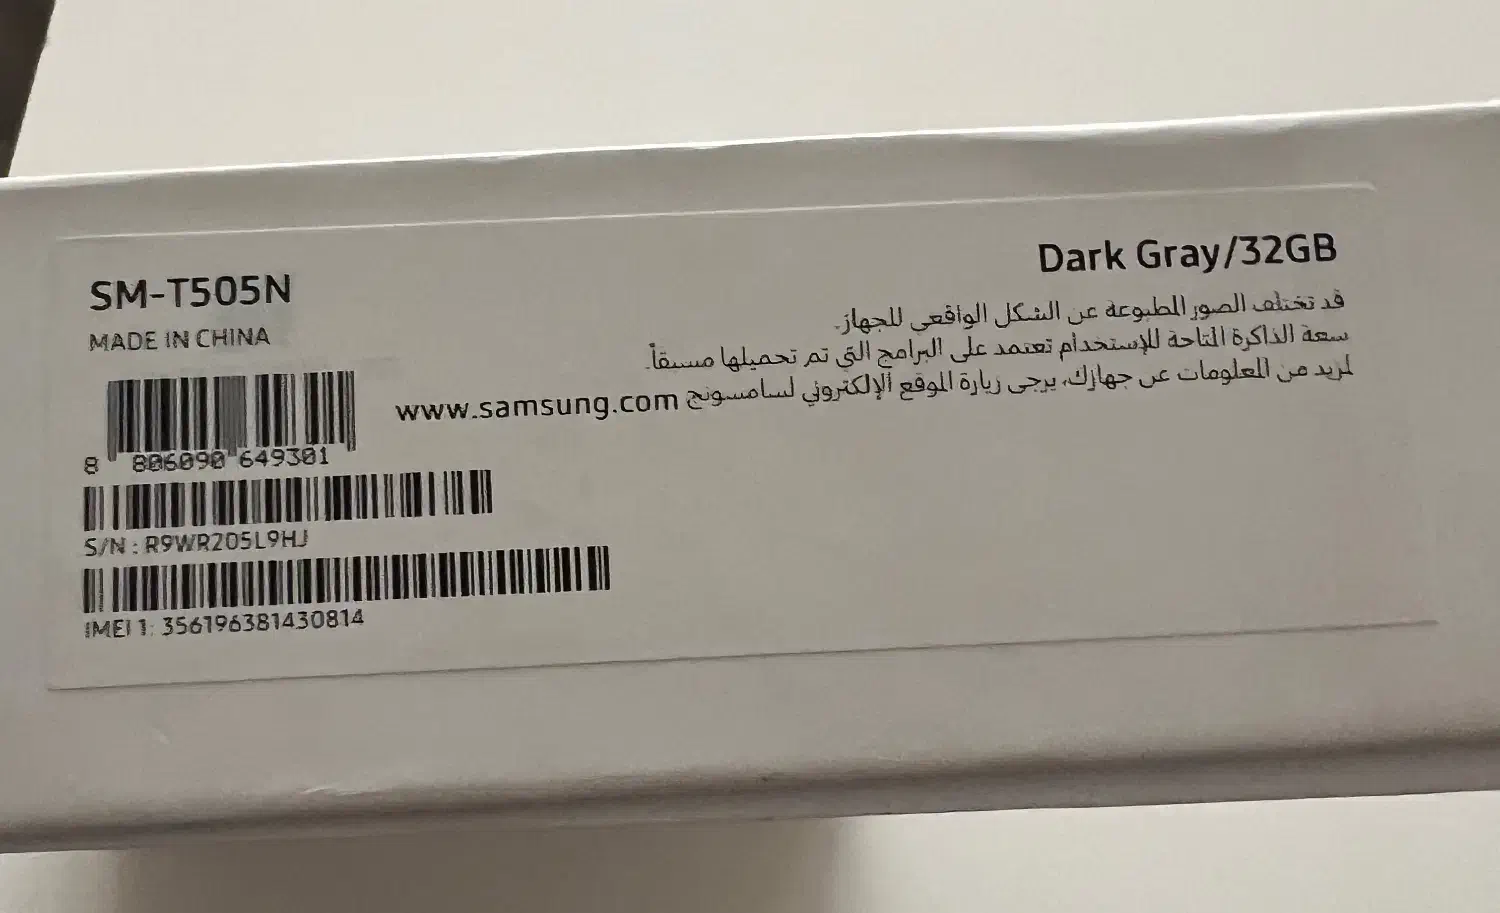 SM-T505N
MADE IN CHINA
8 806090 649301
S/N : R9WR205L9HJ
IMEI 1: 356196381430814
Dark Gray/32GB
قد تختلف الصور المطبوعة عن الشكل الواقعي للجهاز.
سعة الذاكرة المتاحة للإستخدام تعتمد على البرامج التي تم تحميلها مسبقاً.
لمزيد من المعلومات عن جهازك، يرجى زيارة الموقع الإلكتروني لسامسونج www.samsung.com